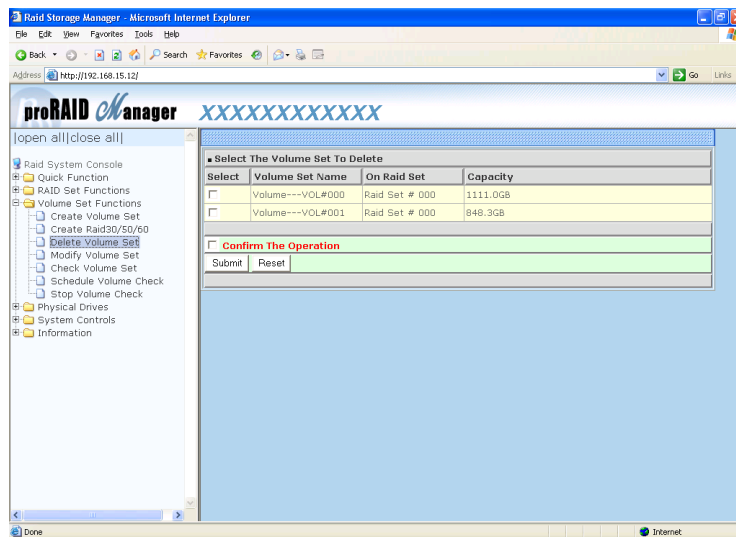 Raid Storage Manager - Microsoft Internet Explorer
File Edit View Favorites Tools Help
Back Search Favorites
Address http://192.168.15.12/ Go Links
proRAID Manager XXXXXXXXXXXX
|open all|close all|
Raid System Console
Quick Function
RAID Set Functions
Volume Set Functions
Create Volume Set
Create Raid30/50/60
Delete Volume Set
Modify Volume Set
Check Volume Set
Schedule Volume Check
Stop Volume Check
Physical Drives
System Controls
Information
Select The Volume Set To Delete
Select Volume Set Name On Raid Set Capacity
Volume---VOL#000 Raid Set # 000 1111.0GB
Volume---VOL#001 Raid Set # 000 848.3GB
Confirm The Operation
Submit Reset
Done Internet